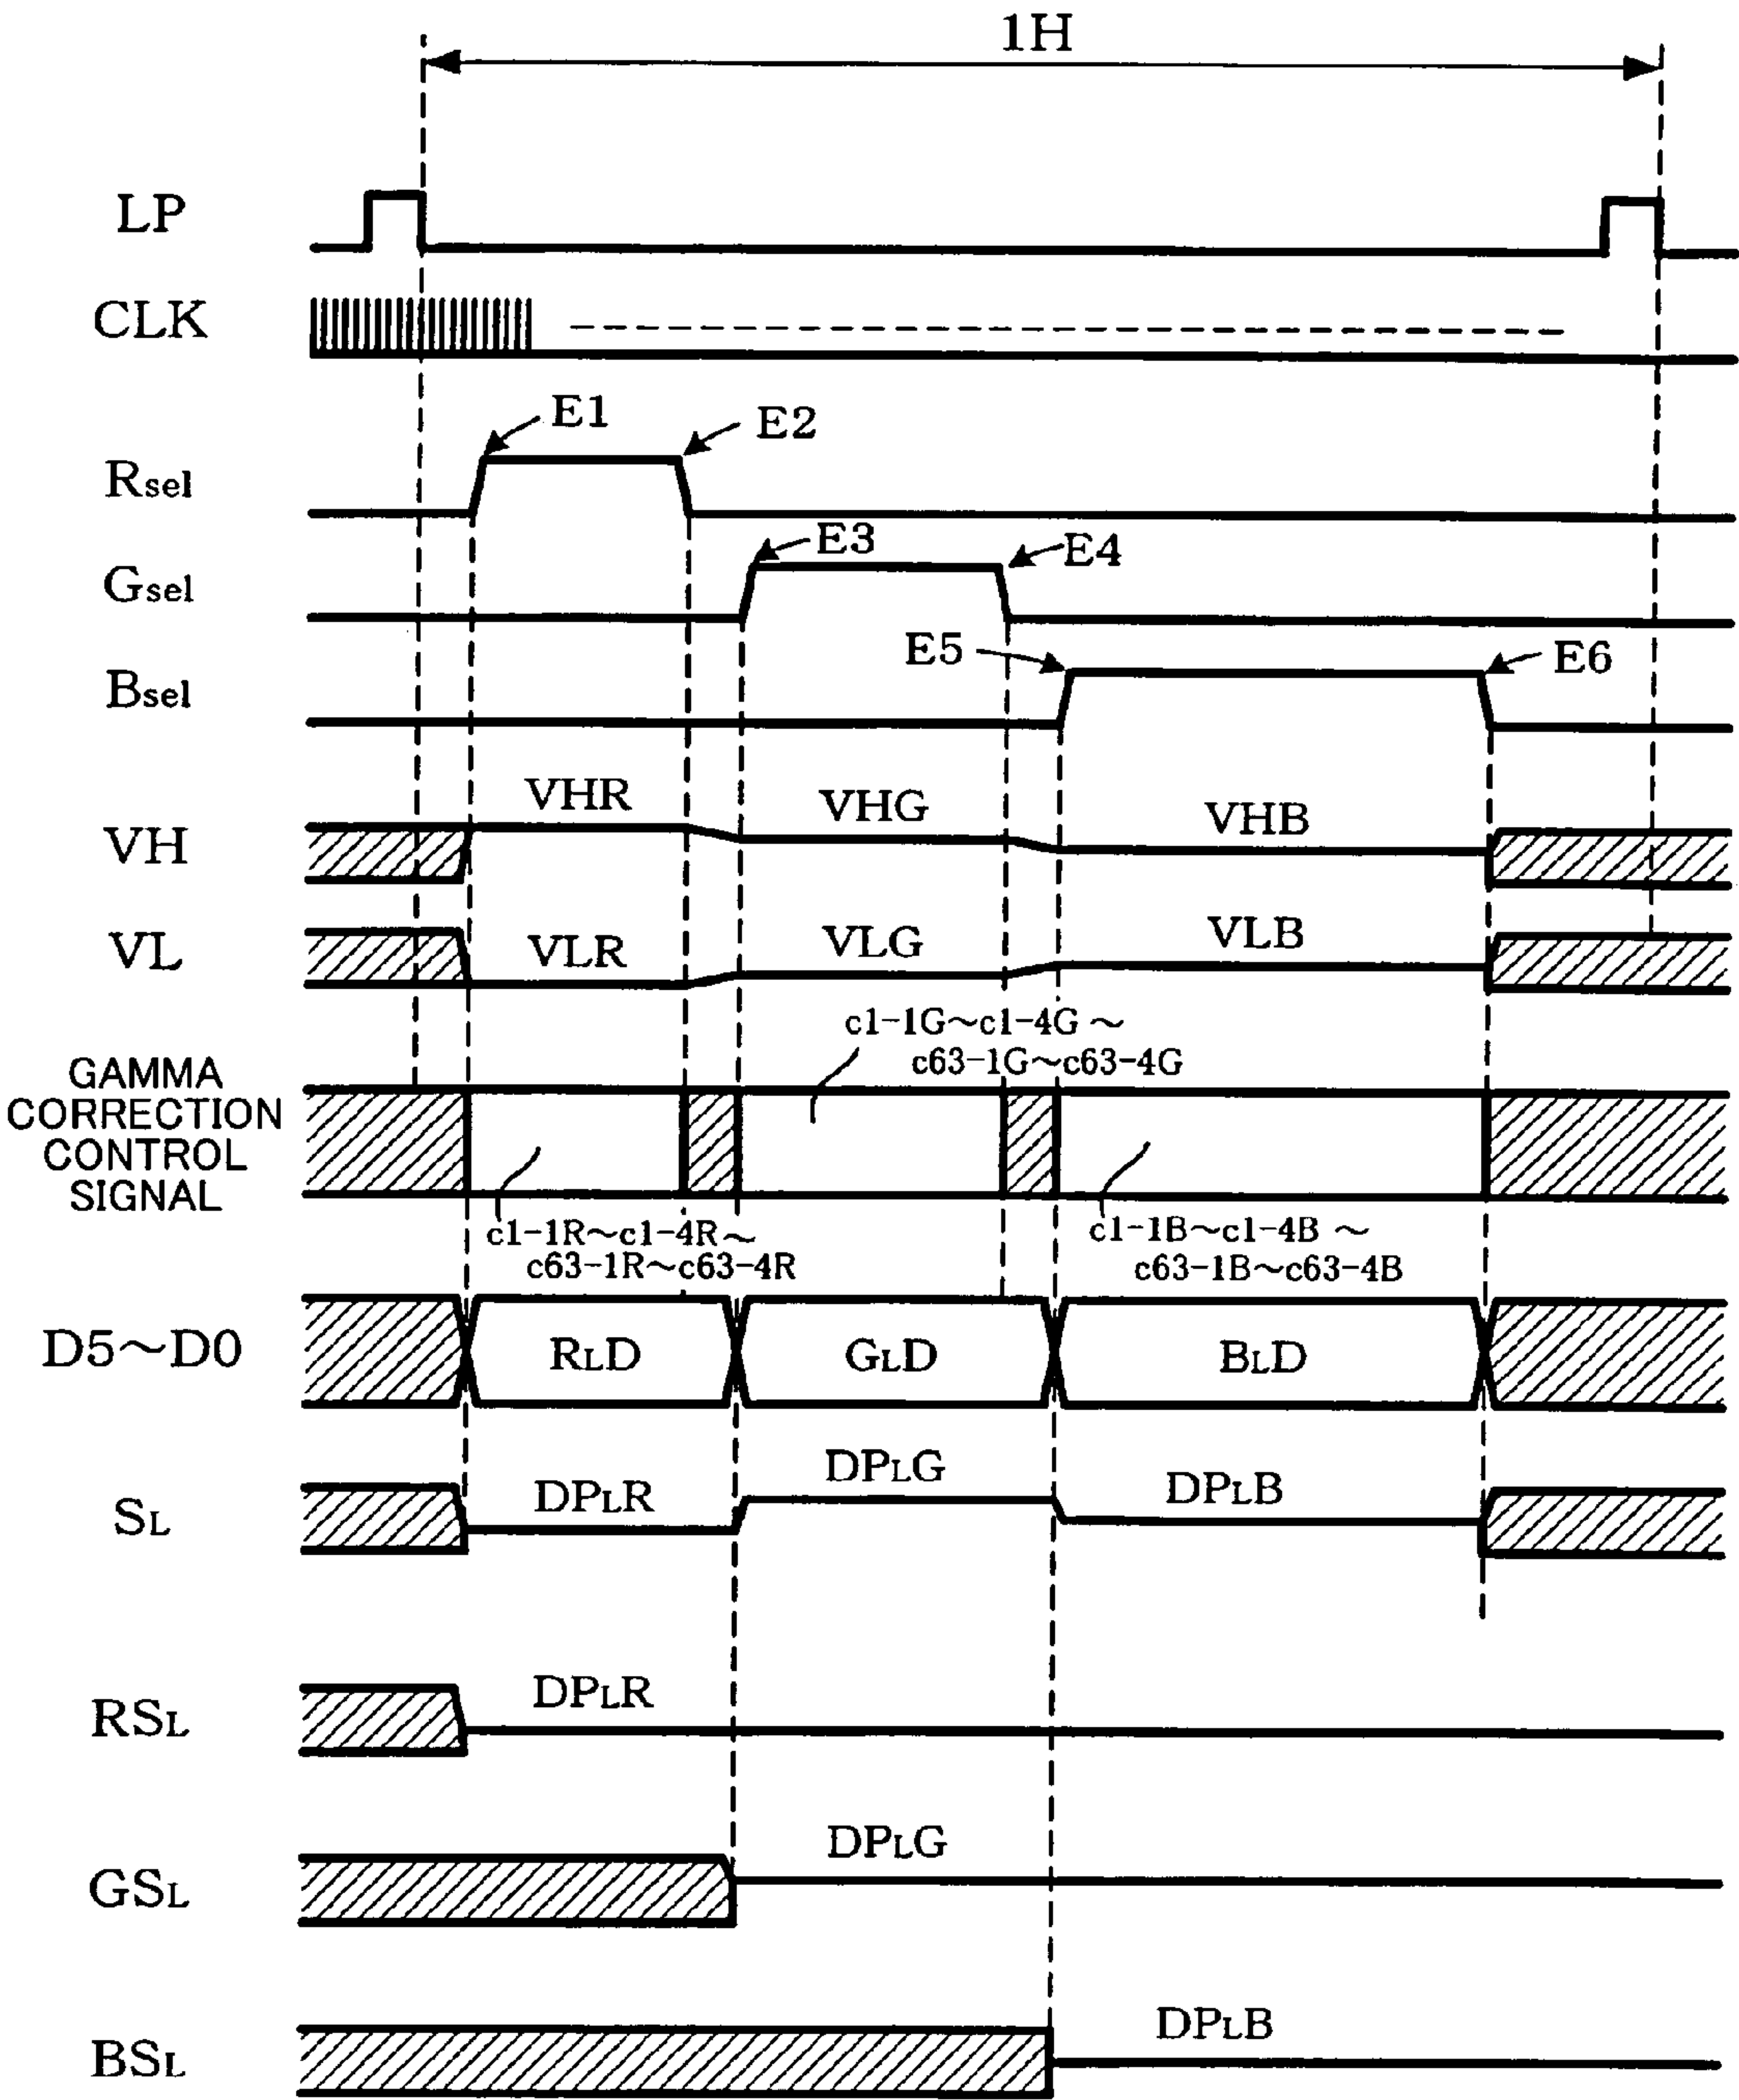 1H
LP
CLK
E1
E2
Rsel
E3
E4
Gsel
E5
E6
Bsel
VHR
VHG
VHB
VH
VLR
VLG
VLB
VL
c1-1G~c1-4G ~
c63-1G~c63-4G
GAMMA
CORRECTION
CONTROL
SIGNAL
c1-1R~c1-4R ~
c63-1R~c63-4R
c1-1B~c1-4B ~
c63-1B~c63-4B
D5~D0
RLD
GLD
BLD
SL
DPLR
DPLG
DPLB
RSL
DPLR
GSL
DPLG
BSL
DPLB